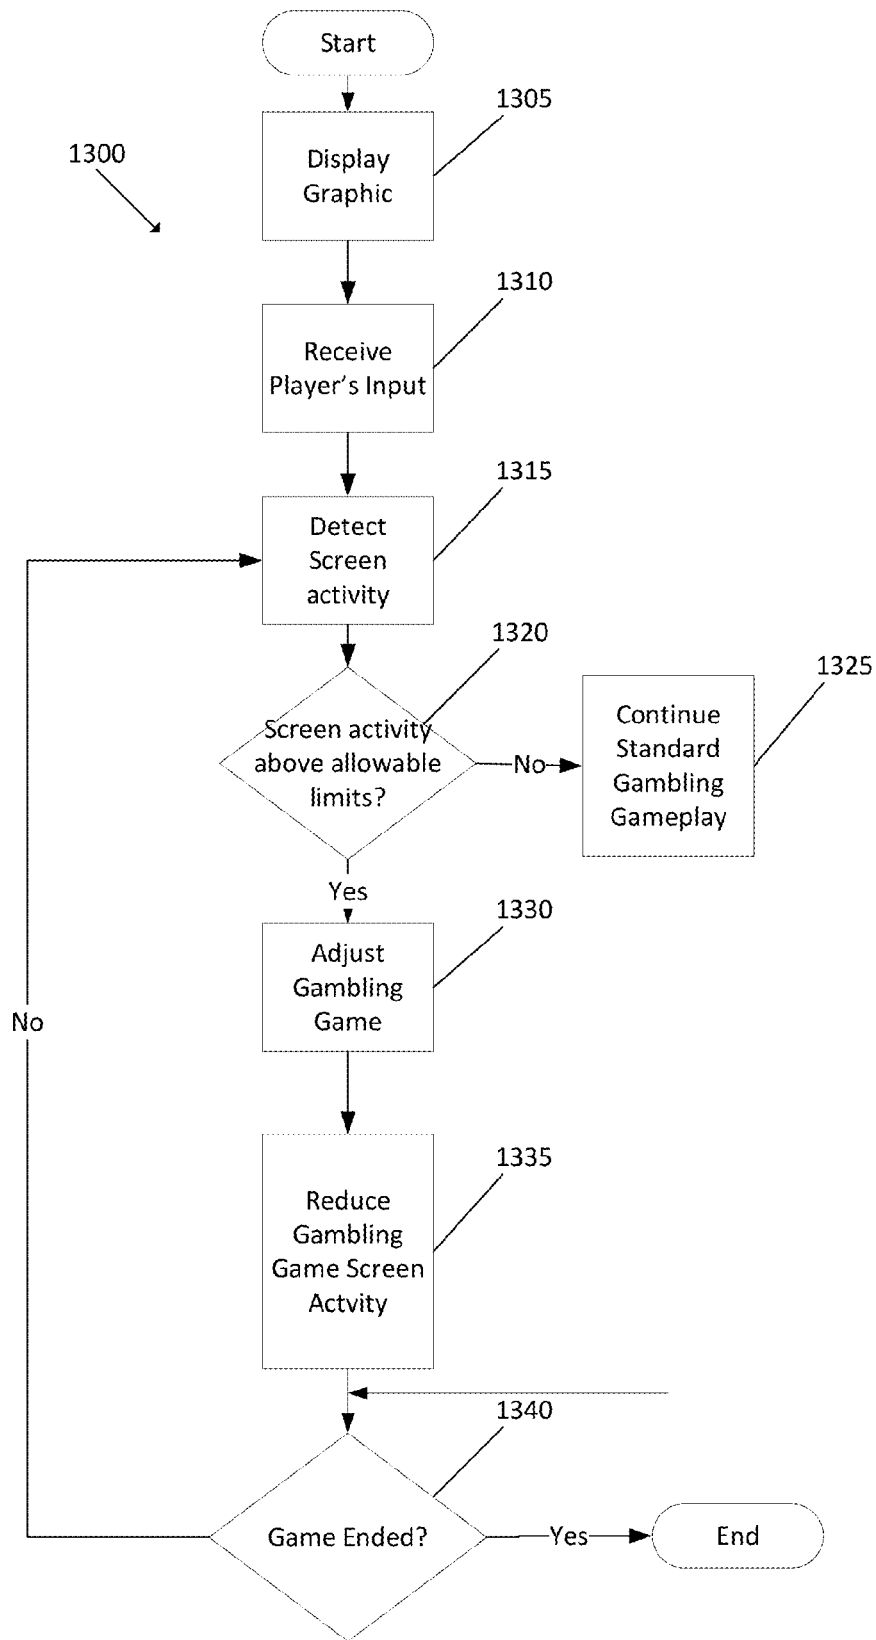 Start
1305
1300
Display
Graphic
1310
Receive
Player's Input
1315
Detect
Screen
activity
1320
1325
Screen activity
above allowable
limits?
No
Continue
Standard
Gambling
Gameplay
Yes
1330
Adjust
Gambling
Game
No
1335
Reduce
Gambling
Game Screen
Actvity
1340
Game Ended?
Yes
End